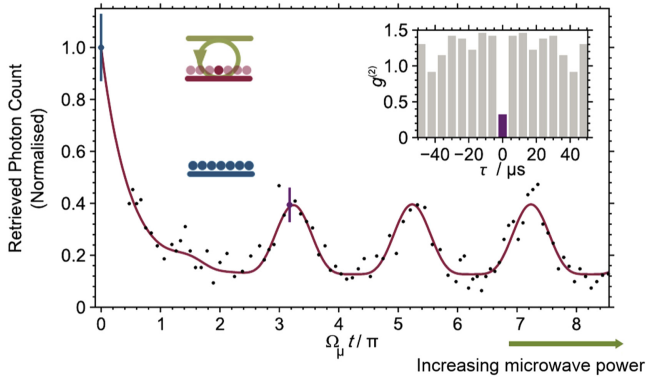 Retrieved Photon Count
(Normalised)
1.0
0.8
0.6
0.4
0.2
0
0 1 2 3 4 5 6 7 8
Ωμ t / π
Increasing microwave power
1.5
1.0
0.5
0
g(2)
−40 −20 0 20 40
τ / μs